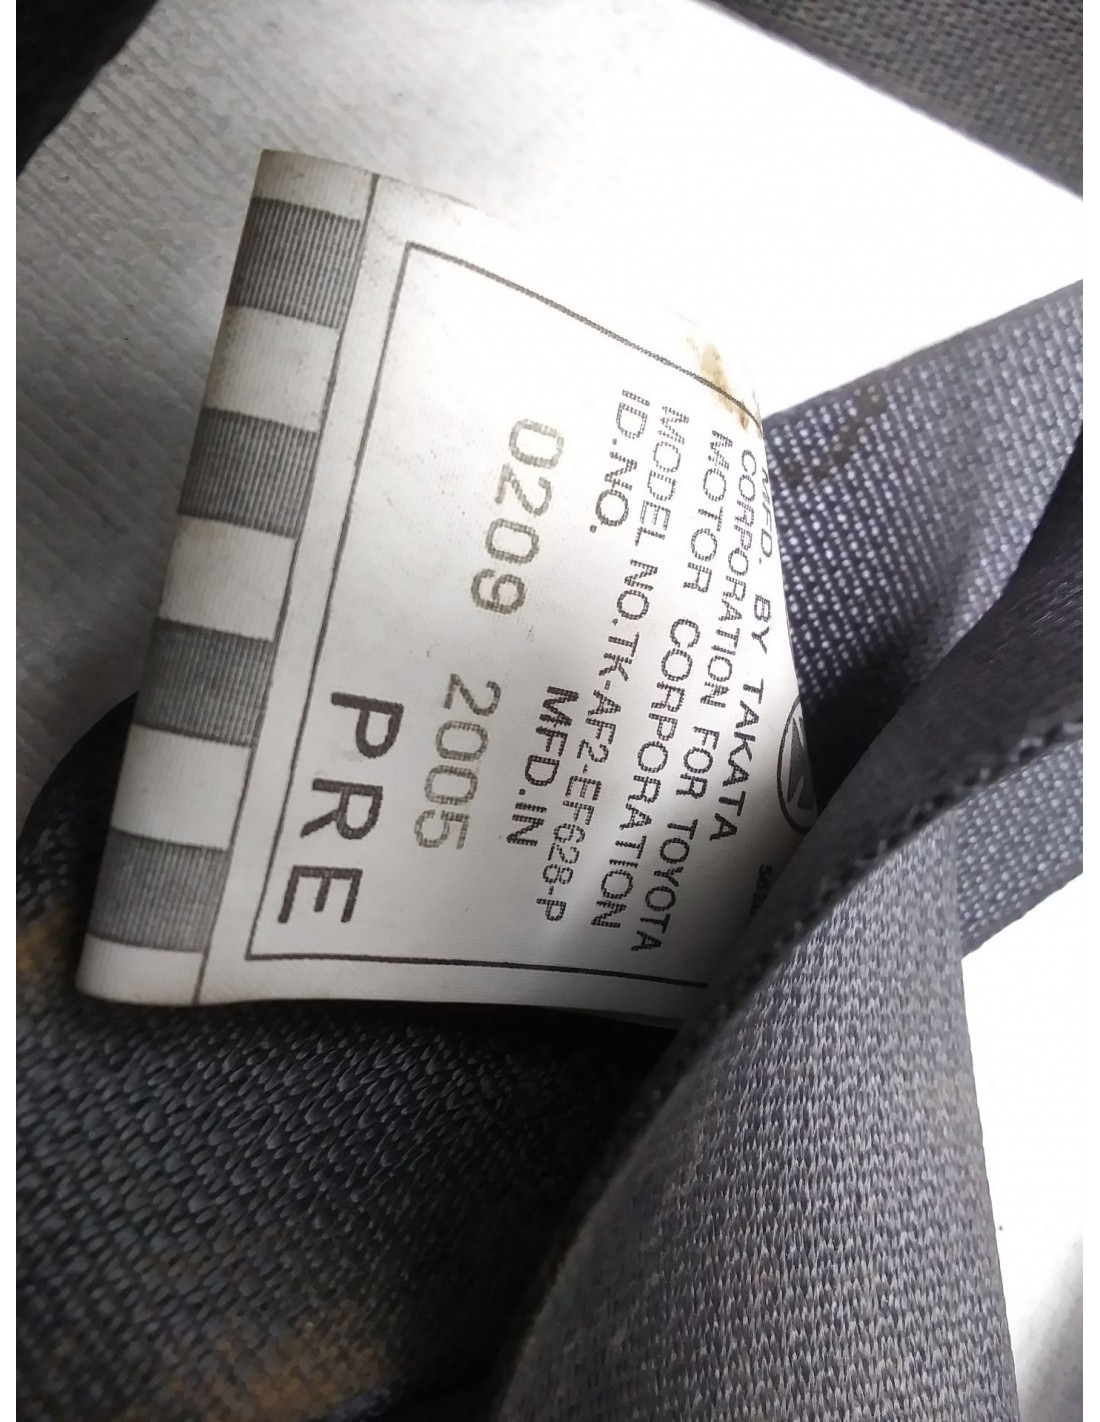 MFD. BY TAKATA
CORPORATION FOR TOYOTA
MOTOR CORPORATION
MODEL NO.TK-AF2-EF628-P
ID.NO. MFD.IN
0209 2005
PRE